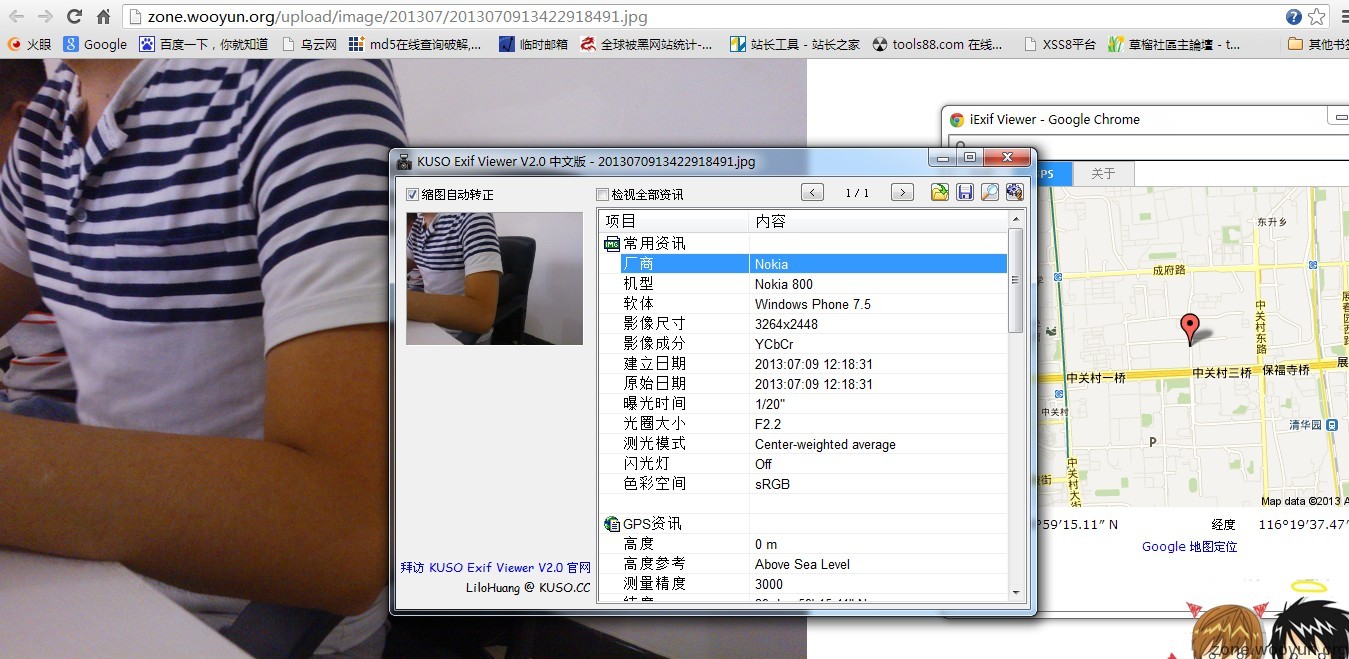 zone.wooyun.org/upload/image/201307/2013070913422918491.jpg
火眼 Google 百度一下，你就知道 乌云网 md5在线查询破解,... 临时邮箱 全球被黑网站统计-... 站长工具 - 站长之家 tools88.com 在线... XSS8平台 草榴社區主論壇 - t... 其他书签
iExif Viewer - Google Chrome
关于
KUSO Exif Viewer V2.0 中文版 - 2013070913422918491.jpg
缩图自动转正 检视全部资讯 < 1 / 1 >
项目 内容
常用资讯
厂商 Nokia
机型 Nokia 800
软体 Windows Phone 7.5
影像尺寸 3264x2448
影像成分 YCbCr
建立日期 2013:07:09 12:18:31
原始日期 2013:07:09 12:18:31
曝光时间 1/20"
光圈大小 F2.2
测光模式 Center-weighted average
闪光灯 Off
色彩空间 sRGB
GPS资讯
高度 0 m
高度参考 Above Sea Level
测量精度 3000
拜访 KUSO Exif Viewer V2.0 官网
LiloHuang @ KUSO.CC
东升乡
成府路
中关村东路
中关村一桥 中关村三桥 保福寺桥 展
中关村
清华园
P
中关村大街
Map data ©2013 A
°59'15.11" N 经度 116°19'37.47"
Google 地图定位
zone.wooyun.org